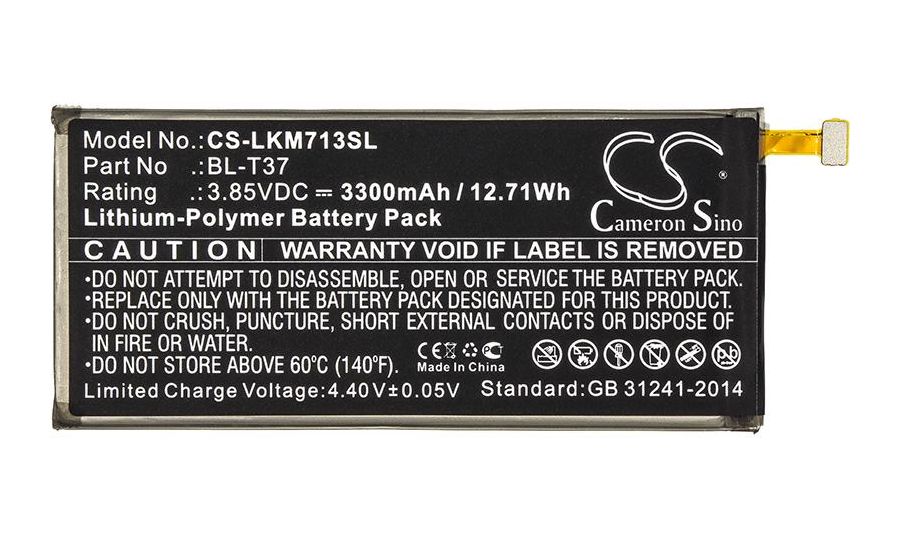 Model No.:CS-LKM713SL
P/No .:BL-T37
Rating .:3.85VDC ⎓ 3300mAh / 12.71Wh
Lithium-Polymer Battery Pack
CS®
Cameron Sino
CAUTION WARRANTY VOID IF LABEL IS REMOVED
•DO NOT ATTEMPT TO DISASSEMBLE, OPEN OR SERVICE THE BATTERY PACK.
•REPLACE ONLY WITH THE BATTERY PACK DESIGNATED FOR THIS PRODUCT.
•DO NOT CRUSH, PUNCTURE, SHORT EXTERNAL CONTACTS OR DISPOSE OF
IN FIRE OR WATER.
•DO NOT STORE ABOVE 60°C (140°F).
CE
Made In China
Pb
Limited Charge Voltage: 4.40V±0.05V Standard:GB 31241-2014